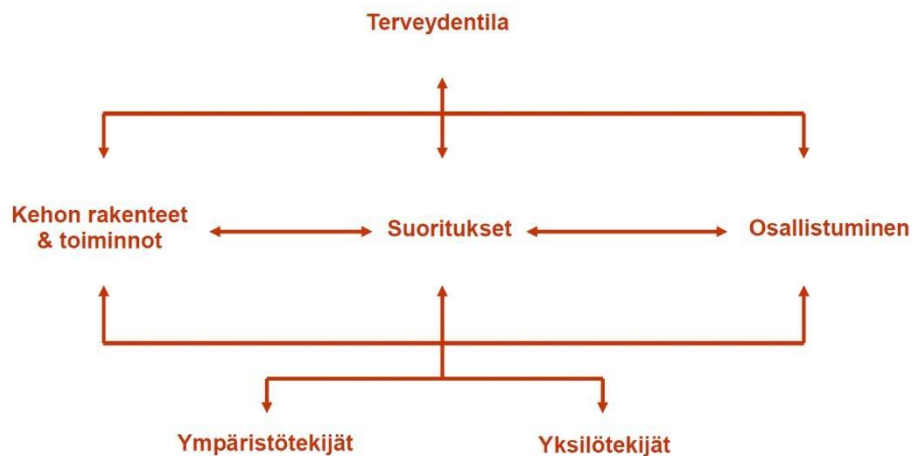 Terveydentila
Kehon rakenteet
& toiminnot
Suoritukset
Osallistuminen
Ympäristötekijät
Yksilötekijät